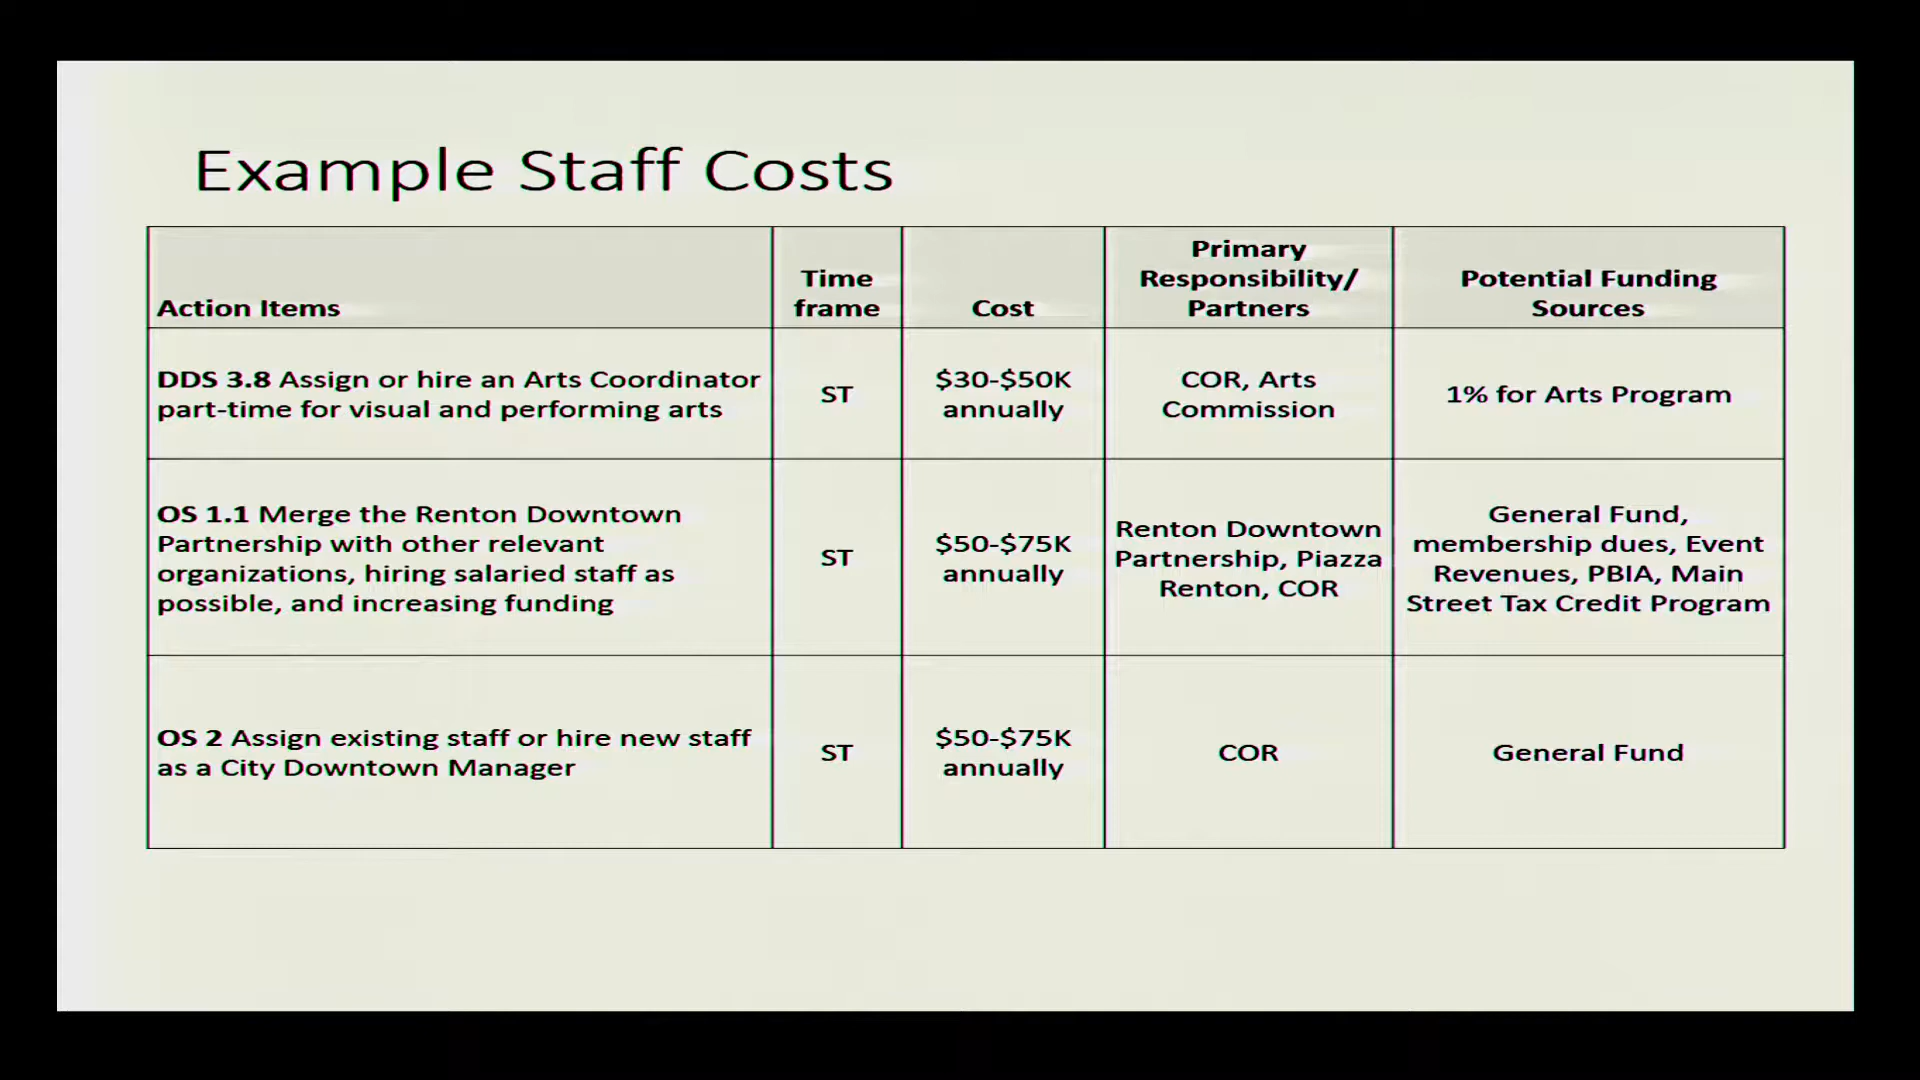 Example Staff Costs
Action Items
Time
frame
Cost
Primary
Responsibility/
Partners
Potential Funding
Sources
DDS 3.8 Assign or hire an Arts Coordinator
part-time for visual and performing arts
ST
$30-$50K
annually
COR, Arts
Commission
1% for Arts Program
OS 1.1 Merge the Renton Downtown
Partnership with other relevant
organizations, hiring salaried staff as
possible, and increasing funding
ST
$50-$75K
annually
Renton Downtown
Partnership, Piazza
Renton, COR
General Fund,
membership dues, Event
Revenues, PBIA, Main
Street Tax Credit Program
OS 2 Assign existing staff or hire new staff
as a City Downtown Manager
ST
$50-$75K
annually
COR
General Fund